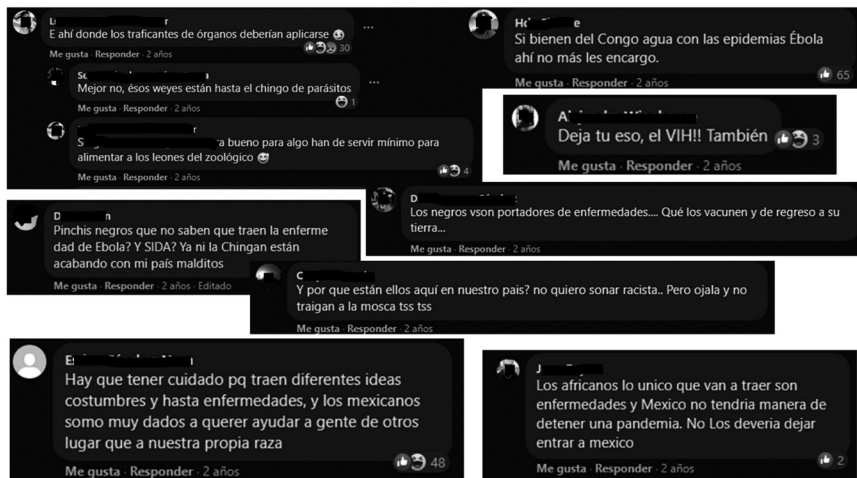 E ahí donde los traficantes de órganos deberían aplicarse
30
Me gusta · Responder · 2 años
Mejor no, ésos weyes están hasta el chingo de parásitos
Me gusta · Responder · 2 años
1
ra bueno para algo han de servir mínimo para
alimentar a los leones del zoológico
4
Me gusta · Responder · 2 años
Si bienen del Congo agua con las epidemias Ébola
ahí no más les encargo.
65
Me gusta · Responder · 2 años
Deja tu eso, el VIH!! También
3
Me gusta · Responder · 2 años
Los negros vson portadores de enfermedades.... Qué los vacunen y de regreso a su
tierra...
Me gusta · Responder · 2 años
Pinchis negros que no saben que traen la enferme
dad de Ebola? Y SIDA? Ya ni la Chingan están
acabando con mi país malditos
Me gusta · Responder · 2 años · Editado
Y por que están ellos aquí en nuestro pais? no quiero sonar racista.. Pero ojala y no
traigan a la mosca tss tss
Me gusta · Responder · 2 años
Hay que tener cuidado pq traen diferentes ideas
costumbres y hasta enfermedades, y los mexicanos
somo muy dados a querer ayudar a gente de otros
lugar que a nuestra propia raza
48
Me gusta · Responder · 2 años
Los africanos lo unico que van a traer son
enfermedades y Mexico no tendria manera de
detener una pandemia. No Los deveria dejar
entrar a mexico
2
Me gusta · Responder · 2 años